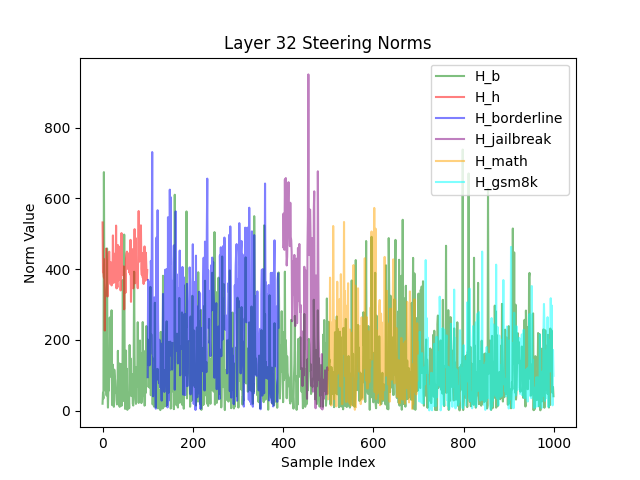 Layer 32 Steering Norms
H_b
H_h
H_borderline
H_jailbreak
H_math
H_gsm8k
Norm Value
800
600
400
200
0
0 200 400 600 800 1000
Sample Index